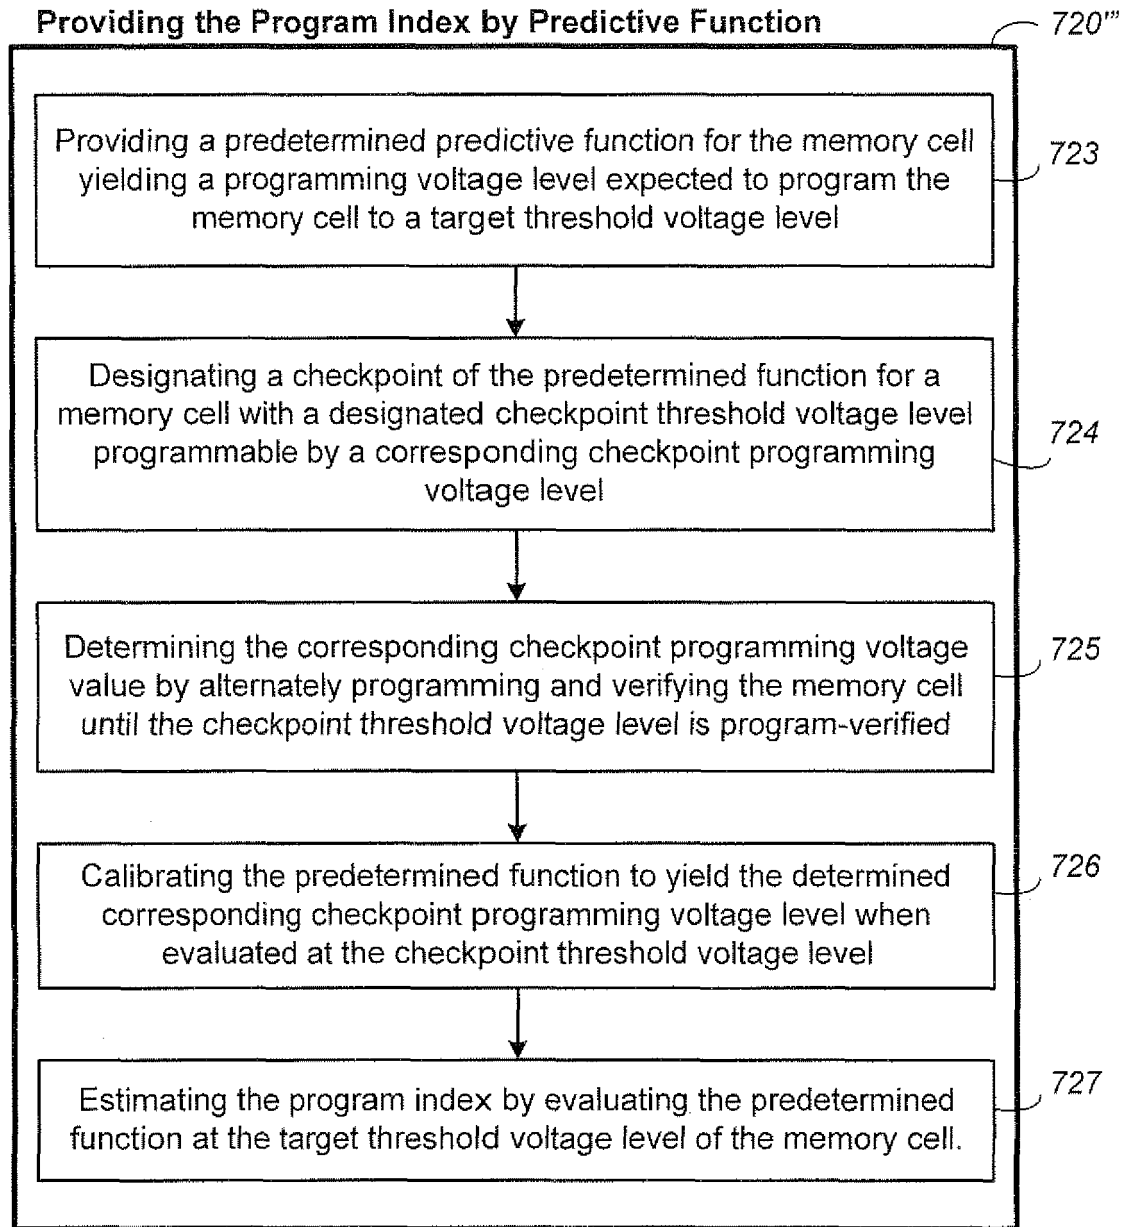 Providing the Program Index by Predictive Function
720'''
Providing a predetermined predictive function for the memory cell
yielding a programming voltage level expected to program the
memory cell to a target threshold voltage level
723
Designating a checkpoint of the predetermined function for a
memory cell with a designated checkpoint threshold voltage level
programmable by a corresponding checkpoint programming
voltage level
724
Determining the corresponding checkpoint programming voltage
value by alternately programming and verifying the memory cell
until the checkpoint threshold voltage level is program-verified
725
Calibrating the predetermined function to yield the determined
corresponding checkpoint programming voltage level when
evaluated at the checkpoint threshold voltage level
726
Estimating the program index by evaluating the predetermined
function at the target threshold voltage level of the memory cell.
727